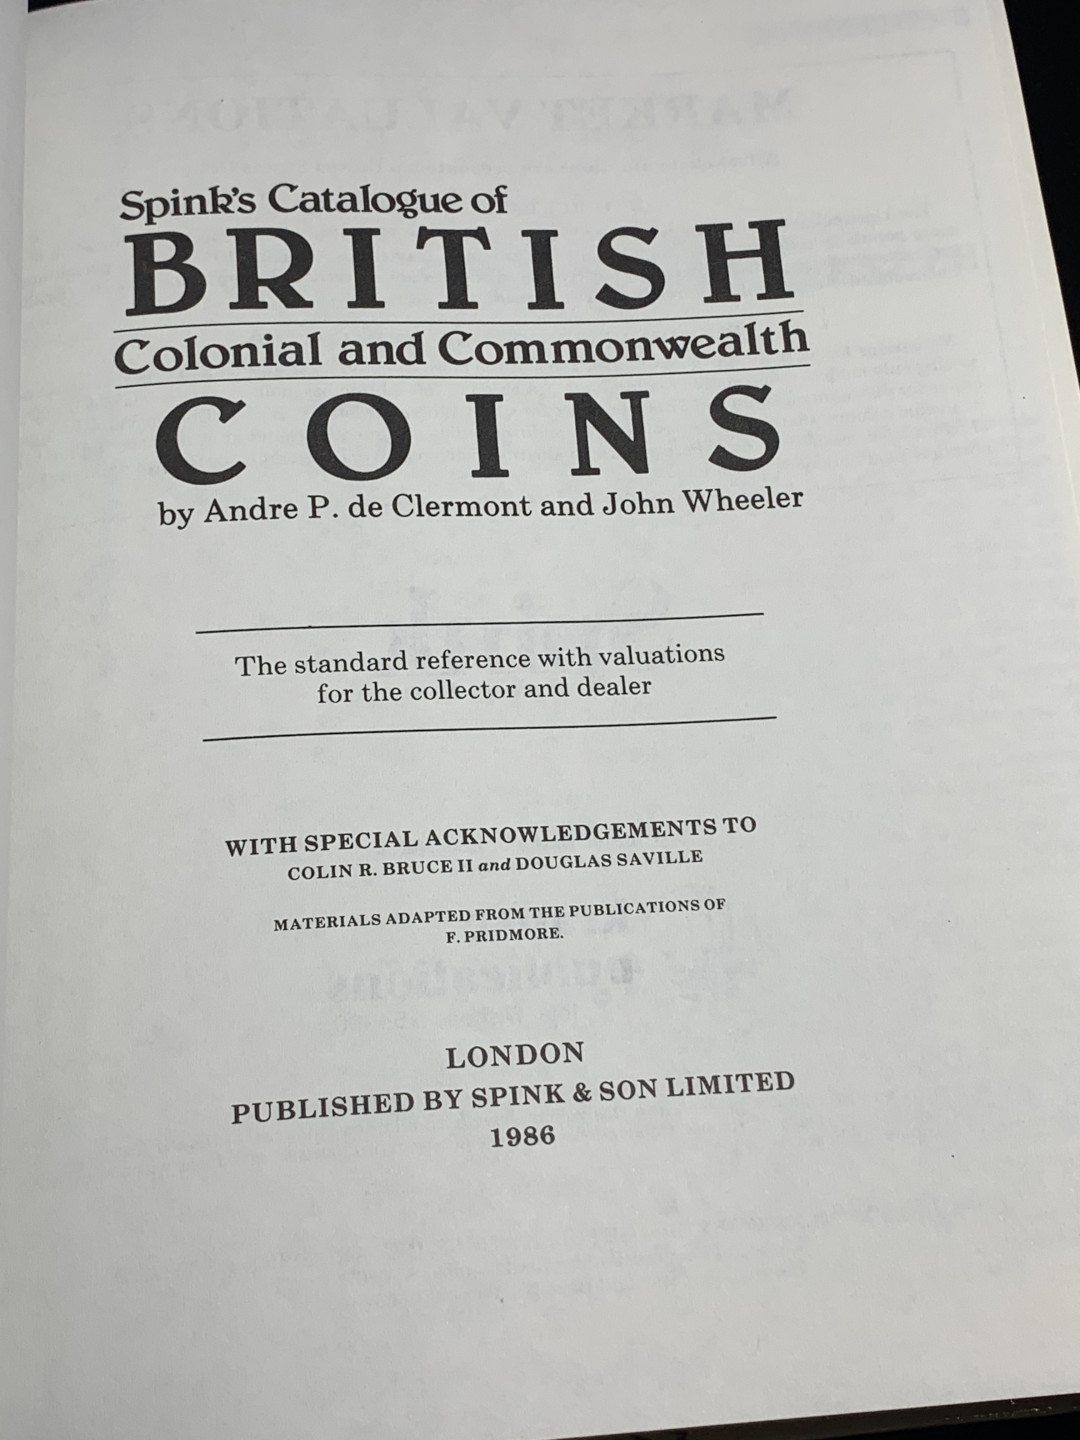 Spink's Catalogue of
BRITISH
Colonial and Commonwealth
COINS
by Andre P. de Clermont and John Wheeler
The standard reference with valuations
for the collector and dealer
WITH SPECIAL ACKNOWLEDGEMENTS TO
COLIN R. BRUCE II and DOUGLAS SAVILLE
MATERIALS ADAPTED FROM THE PUBLICATIONS OF
F. PRIDMORE.
LONDON
PUBLISHED BY SPINK & SON LIMITED
1986